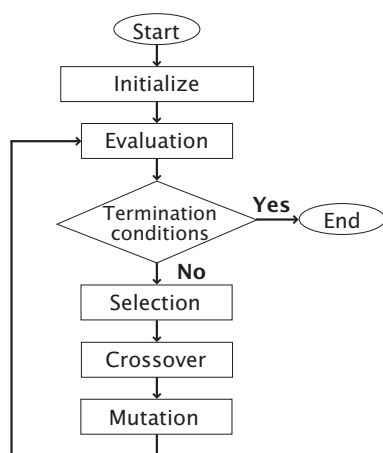 Start
Initialize
Evaluation
Termination
conditions
Yes
End
No
Selection
Crossover
Mutation